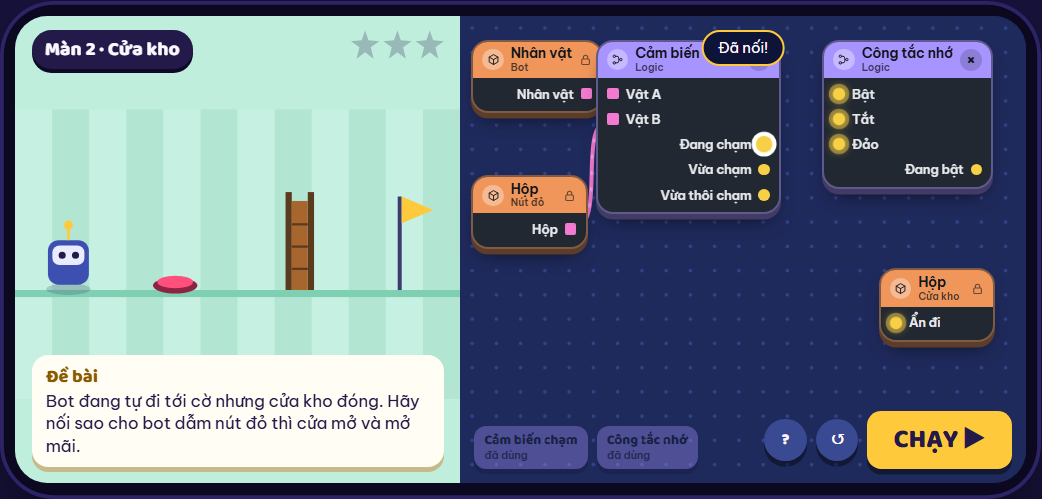 Màn 2 • Cửa kho
Đề bài
Bot đang tự đi tới cờ nhưng cửa kho đóng. Hãy
nối sao cho bot dẫm nút đỏ thì cửa mở và mở
mãi.
Nhân vật
Bot
Nhân vật
Hộp
Nút đỏ
Hộp
Cảm biến
Logic
Đã nối!
Vật A
Vật B
Đang chạm
Vừa chạm
Vừa thôi chạm
Công tắc nhớ
Logic
×
Bật
Tắt
Đảo
Đang bật
Hộp
Cửa kho
Ẩn đi
Cảm biến chạm
đã dùng
Công tắc nhớ
đã dùng
?
↺
CHẠY ▶